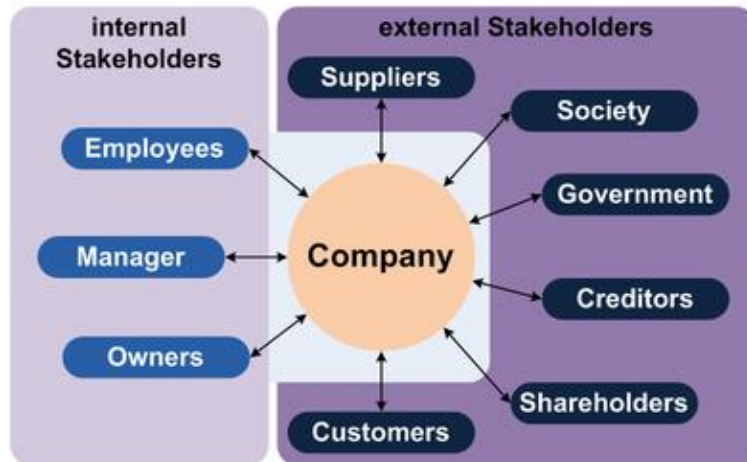 internal
Stakeholders
external Stakeholders
Suppliers
Society
Employees
Government
Manager
Company
Creditors
Owners
Shareholders
Customers